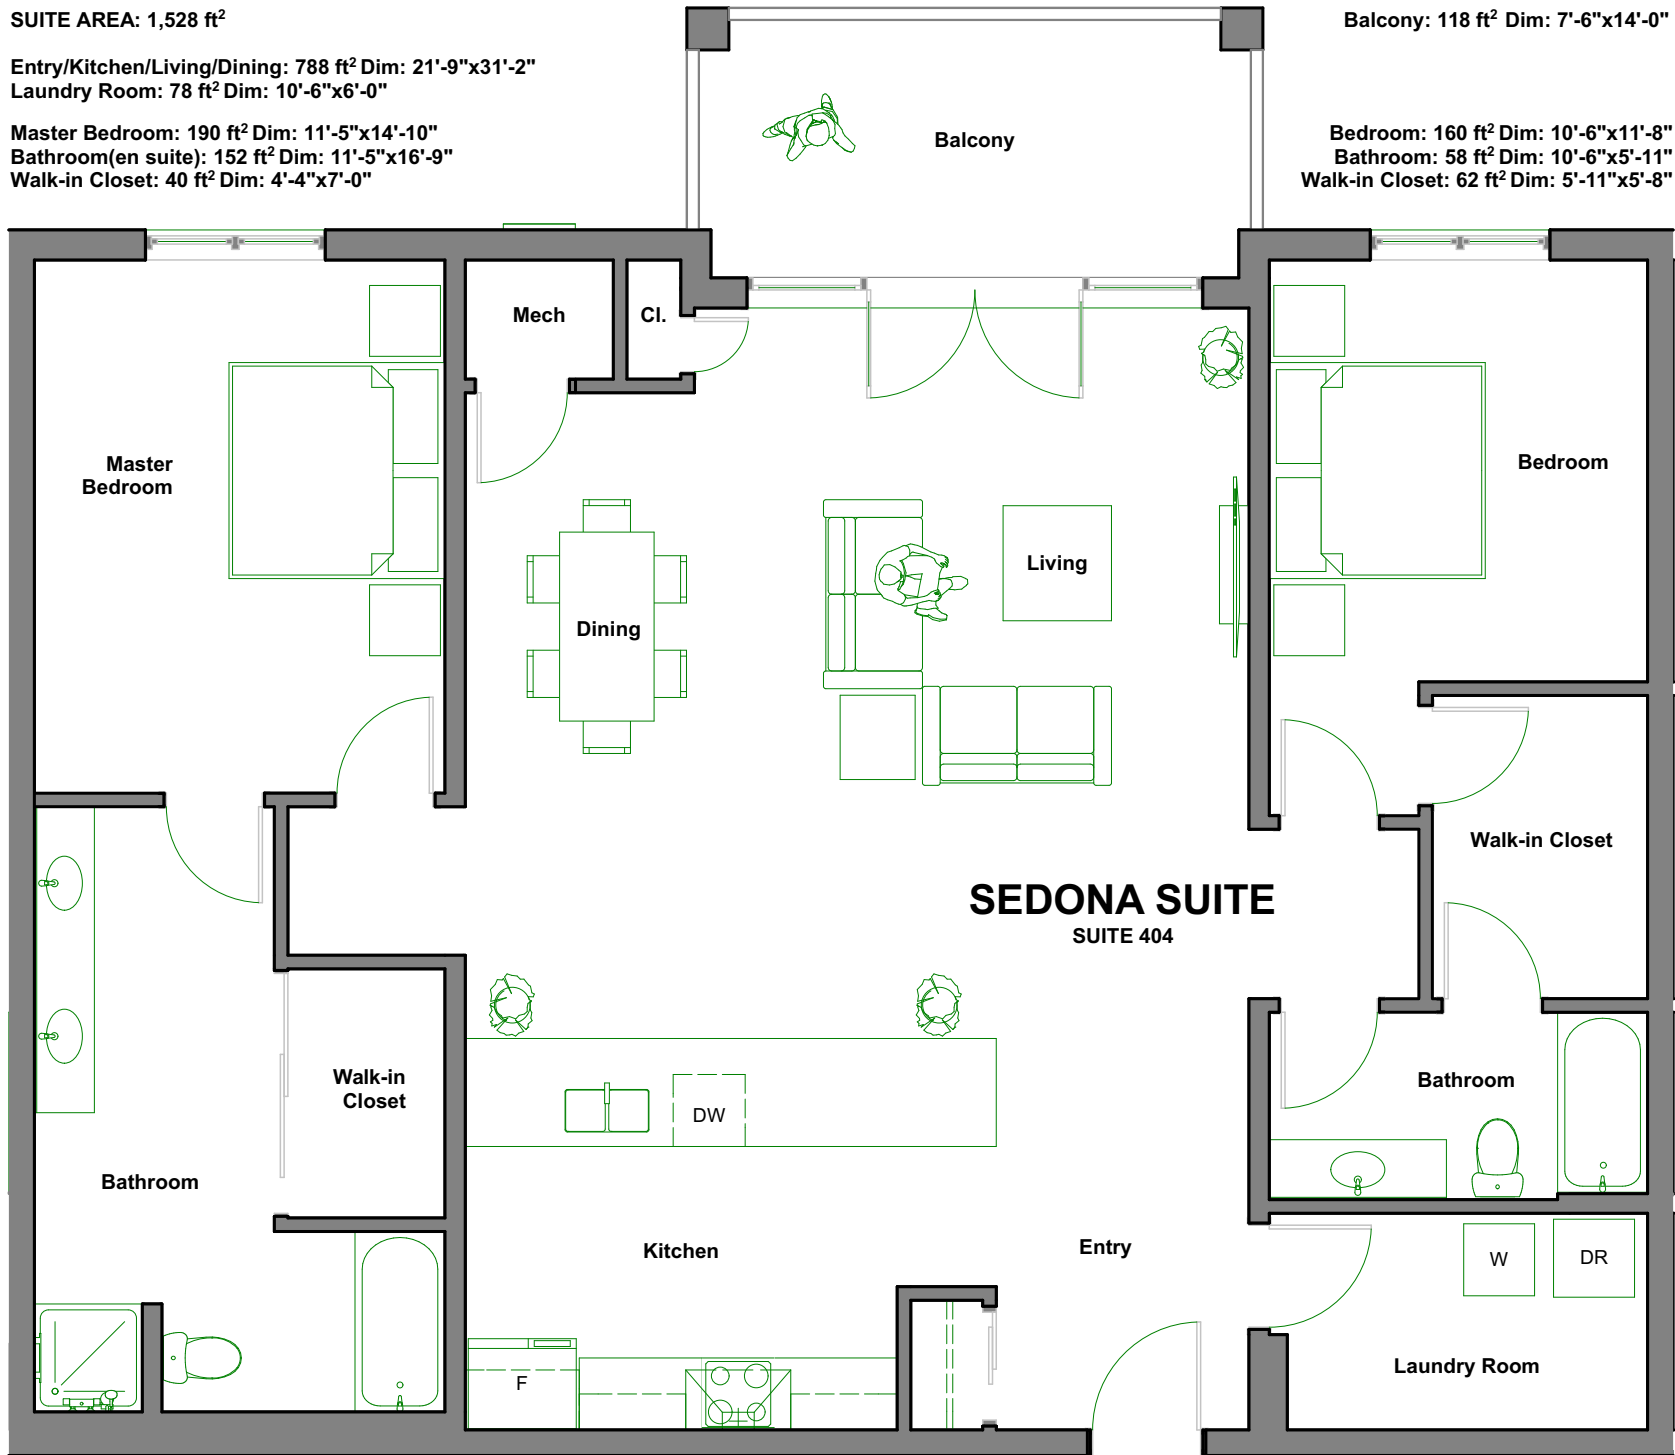 SUITE AREA: 1,528 ft²
Entry/Kitchen/Living/Dining: 788 ft² Dim: 21'-9"x31'-2"
Laundry Room: 78 ft² Dim: 10'-6"x6'-0"
Master Bedroom: 190 ft² Dim: 11'-5"x14'-10"
Bathroom(en suite): 152 ft² Dim: 11'-5"x16'-9"
Walk-in Closet: 40 ft² Dim: 4'-4"x7'-0"
Balcony: 118 ft² Dim: 7'-6"x14'-0"
Bedroom: 160 ft² Dim: 10'-6"x11'-8"
Bathroom: 58 ft² Dim: 10'-6"x5'-11"
Walk-in Closet: 62 ft² Dim: 5'-11"x5'-8"
Balcony
Mech
Cl.
Master
Bedroom
Bedroom
Living
Dining
Walk-in Closet
SEDONA SUITE
SUITE 404
Walk-in
Closet
DW
Bathroom
Bathroom
Kitchen
Entry
W
DR
F
Laundry Room